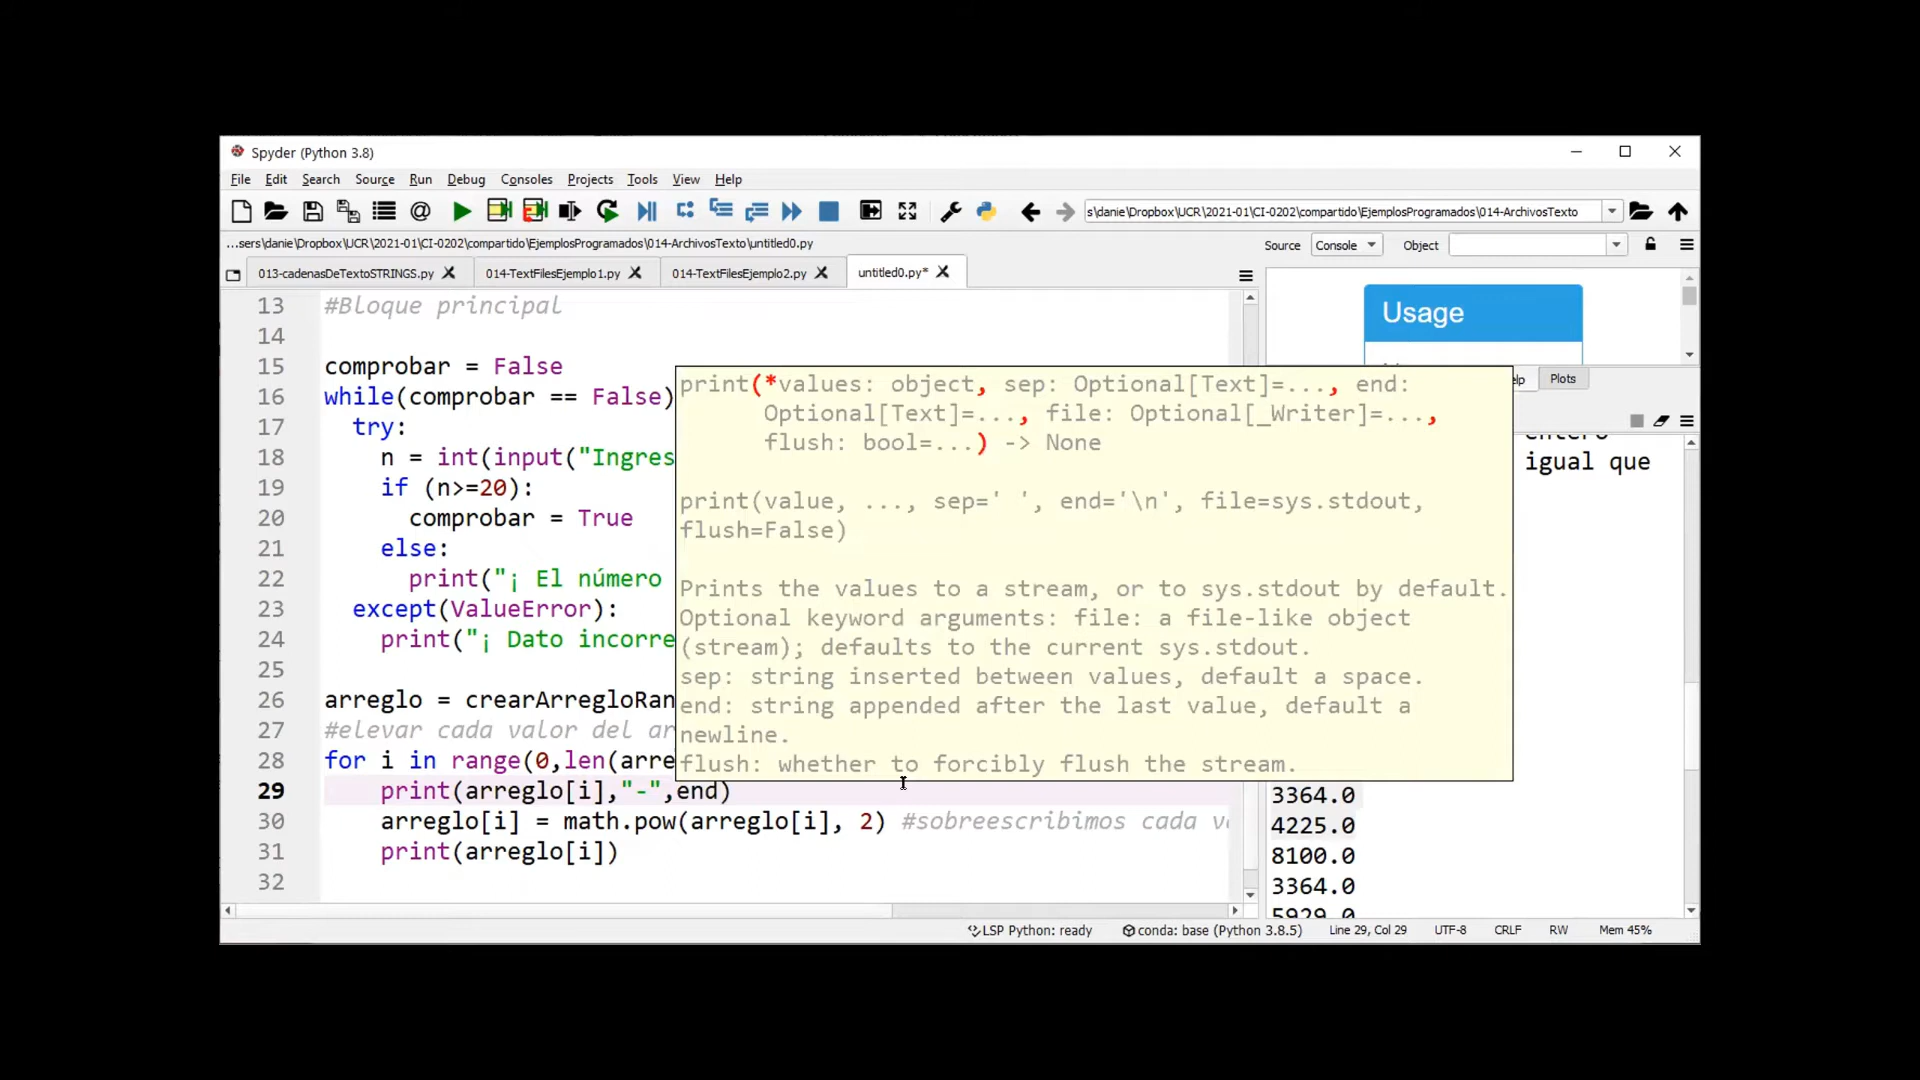 Spyder (Python 3.8)
File Edit Search Source Run Debug Consoles Projects Tools View Help
s\danie\Dropbox\UCR\2021-01\CI-0202\compartido\EjemplosProgramados\014-ArchivosTexto
...sers\danie\Dropbox\UCR\2021-01\CI-0202\compartido\EjemplosProgramados\014-ArchivosTexto\untitled0.py
Source Console Object
013-cadenasDeTextoSTRINGS.py 014-TextFilesEjemplo1.py 014-TextFilesEjemplo2.py untitled0.py*
Usage
13 #Bloque principal
14
15 comprobar = False
16 while(comprobar == False)
17 try:
18 n = int(input("Ingres
19 if (n>=20):
20 comprobar = True
21 else:
22 print("¡ El número
23 except(ValueError):
24 print("¡ Dato incorre
25
26 arreglo = crearArregloRan
27 #elevar cada valor del ar
28 for i in range(0,len(arre
29 print(arreglo[i],"-",end)
30 arreglo[i] = math.pow(arreglo[i], 2) #sobreescribimos cada v
31 print(arreglo[i])
32
print(*values: object, sep: Optional[Text]=..., end:
Optional[Text]=..., file: Optional[_Writer]=...,
flush: bool=...) -> None
print(value, ..., sep=' ', end='\n', file=sys.stdout,
flush=False)
Prints the values to a stream, or to sys.stdout by default.
Optional keyword arguments: file: a file-like object
(stream); defaults to the current sys.stdout.
sep: string inserted between values, default a space.
end: string appended after the last value, default a
newline.
flush: whether to forcibly flush the stream.
lp Plots
entero
igual que
3364.0
4225.0
8100.0
3364.0
5929.0
LSP Python: ready conda: base (Python 3.8.5) Line 29, Col 29 UTF-8 CRLF RW Mem 45%